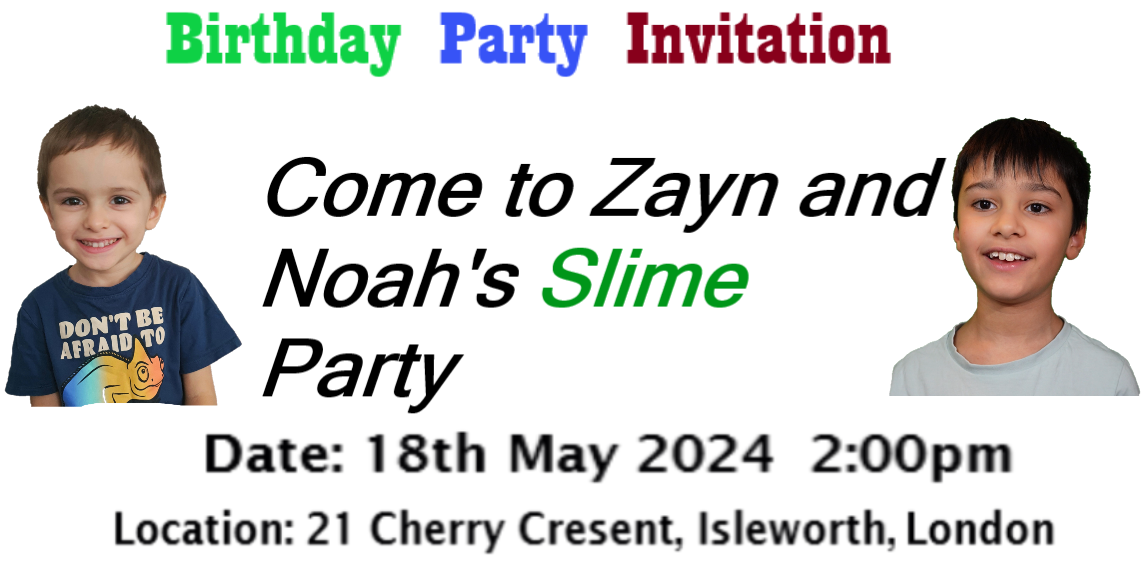 Birthday Party Invitation
Come to Zayn and
Noah's Slime
Party
DON'T BE
AFRAID TO
Date: 18th May 2024 2:00pm
Location: 21 Cherry Cresent, Isleworth, London